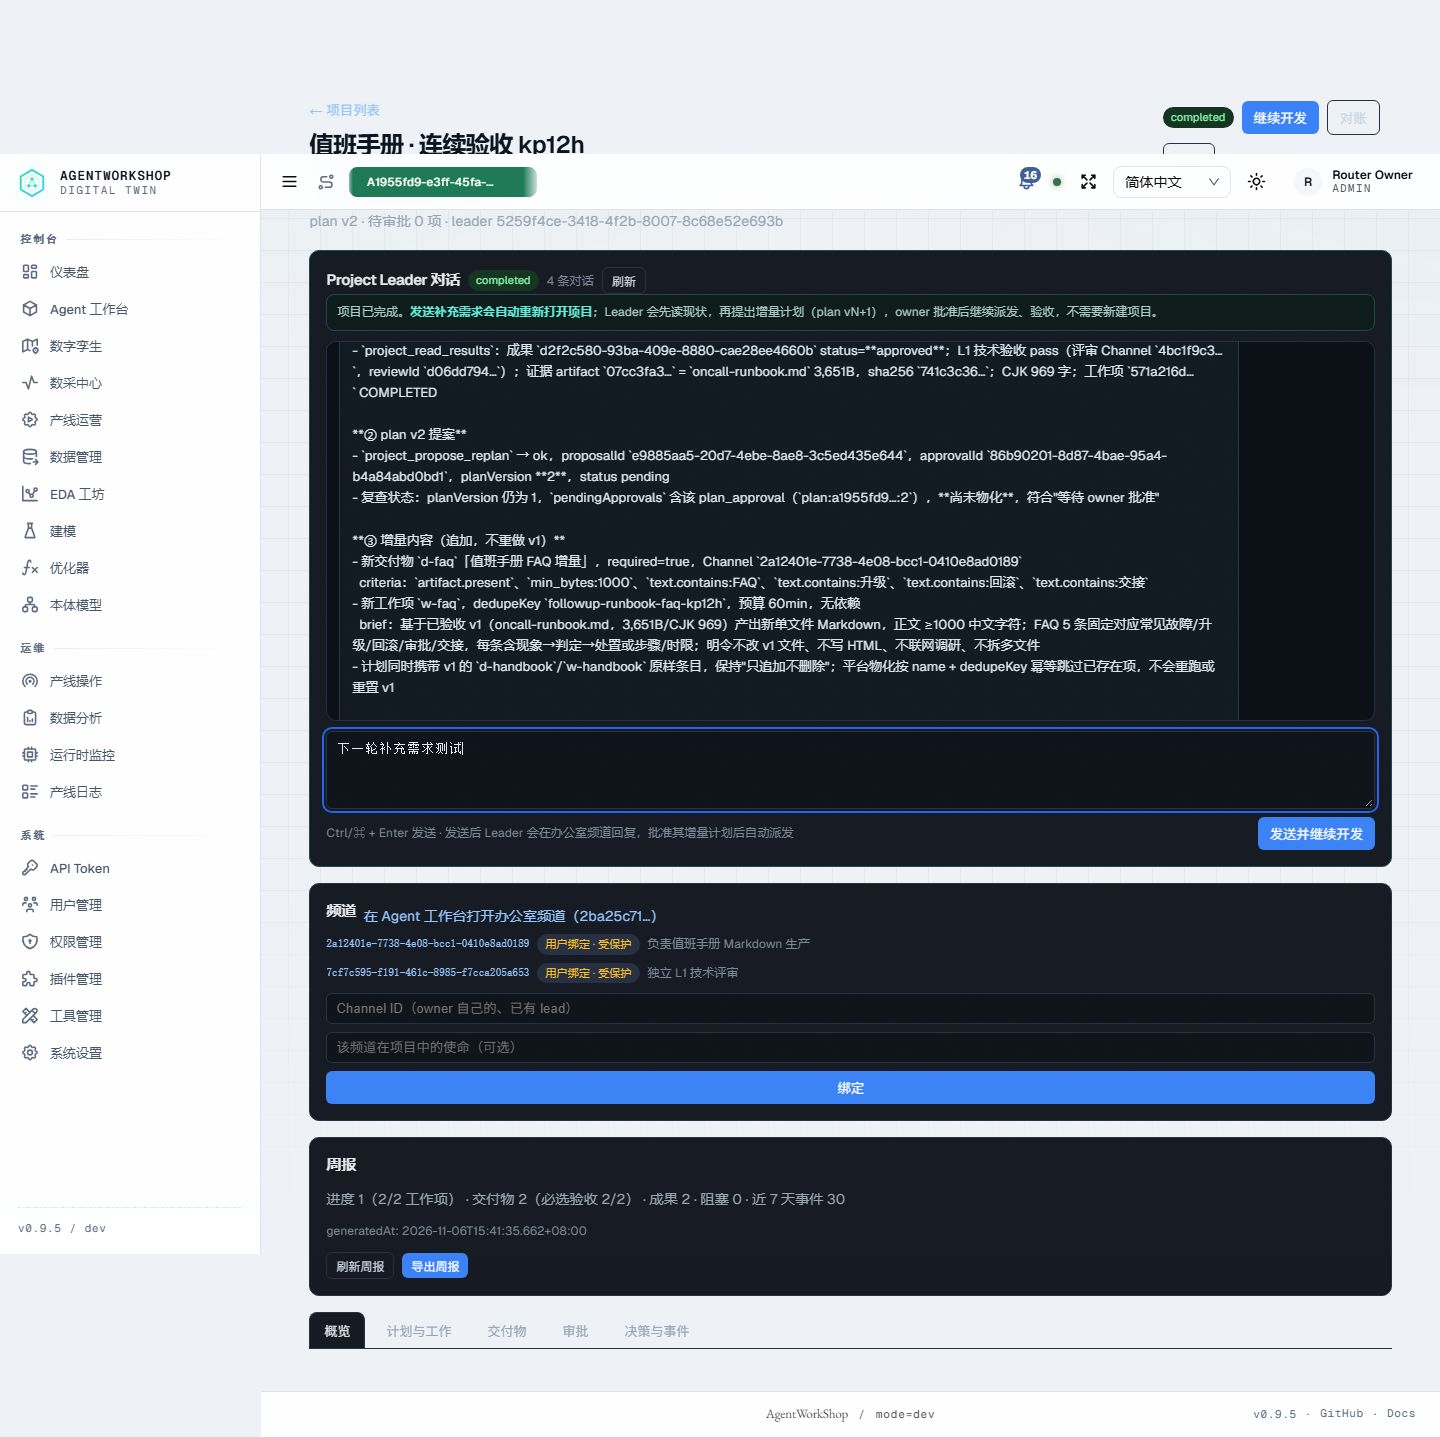 ← 项目列表
值班手册 · 连续验收 kp12h
completed
继续开发
对账
AGENTWORKSHOP
DIGITAL TWIN
A1955fd9-e3ff-45fa-…
16
简体中文
R
Router Owner
ADMIN
控制台
仪表盘
Agent 工作台
数字孪生
数采中心
产线运营
数据管理
EDA 工坊
建模
优化器
本体模型
运维
产线操作
数据分析
运行时监控
产线日志
系统
API Token
用户管理
权限管理
插件管理
工具管理
系统设置
v0.9.5 / dev
plan v2 · 待审批 0 项 · leader 5259f4ce-3418-4f2b-8007-8c68e52e693b
Project Leader 对话
completed
4 条对话
刷新
项目已完成。发送补充需求会自动重新打开项目；Leader 会先读现状，再提出增量计划（plan vN+1），owner 批准后继续派发、验收，不需要新建项目。
- `project_read_results`：成果 `d2f2c580-93ba-409e-8880-cae28ee4660b` status=**approved**；L1 技术验收 pass（评审 Channel `4bc1f9c3…
`，reviewId `d06dd794…`）；证据 artifact `07cc3fa3…` = `oncall-runbook.md` 3,651B，sha256 `741c3c36…`；CJK 969 字；工作项 `571a216d…
` COMPLETED
**② plan v2 提案**
- `project_propose_replan` → ok，proposalId `e9885aa5-20d7-4ebe-8ae8-3c5ed435e644`，approvalId `86b90201-8d87-4bae-95a4-
b4a84abd0bd1`，planVersion **2**，status pending
- 复查状态：planVersion 仍为 1，`pendingApprovals` 含该 plan_approval（`plan:a1955fd9…:2`），**尚未物化**，符合"等待 owner 批准"
**③ 增量内容（追加，不重做 v1）**
- 新交付物 `d-faq`「值班手册 FAQ 增量」，required=true，Channel `2a12401e-7738-4e08-bcc1-0410e8ad0189`
criteria：`artifact.present`、`min_bytes:1000`、`text.contains:FAQ`、`text.contains:升级`、`text.contains:回滚`、`text.contains:交接`
- 新工作项 `w-faq`，dedupeKey `followup-runbook-faq-kp12h`，预算 60min，无依赖
brief：基于已验收 v1（oncall-runbook.md，3,651B/CJK 969）产出新单文件 Markdown，正文 ≥1000 中文字符；FAQ 5 条固定对应常见故障/升
级/回滚/审批/交接，每条含现象→判定→处置或步骤/时限；明令不改 v1 文件、不写 HTML、不联网调研、不拆多文件
- 计划同时携带 v1 的 `d-handbook`/`w-handbook` 原样条目，保持"只追加不删除"；平台物化按 name + dedupeKey 幂等跳过已存在项，不会重跑或
重置 v1
下一轮补充需求测试
Ctrl/⌘ + Enter 发送 · 发送后 Leader 会在办公室频道回复，批准其增量计划后自动派发
发送并继续开发
频道
在 Agent 工作台打开办公室频道（2ba25c71…）
2a12401e-7738-4e08-bcc1-0410e8ad0189
用户绑定 · 受保护
负责值班手册 Markdown 生产
7cf7c595-f191-461c-8985-f7cca205a653
用户绑定 · 受保护
独立 L1 技术评审
Channel ID（owner 自己的、已有 lead）
该频道在项目中的使命（可选）
绑定
周报
进度 1（2/2 工作项） · 交付物 2（必选验收 2/2） · 成果 2 · 阻塞 0 · 近 7 天事件 30
generatedAt: 2026-11-06T15:41:35.662+08:00
刷新周报
导出周报
概览
计划与工作
交付物
审批
决策与事件
AgentWorkShop / mode=dev
v0.9.5 · GitHub · Docs